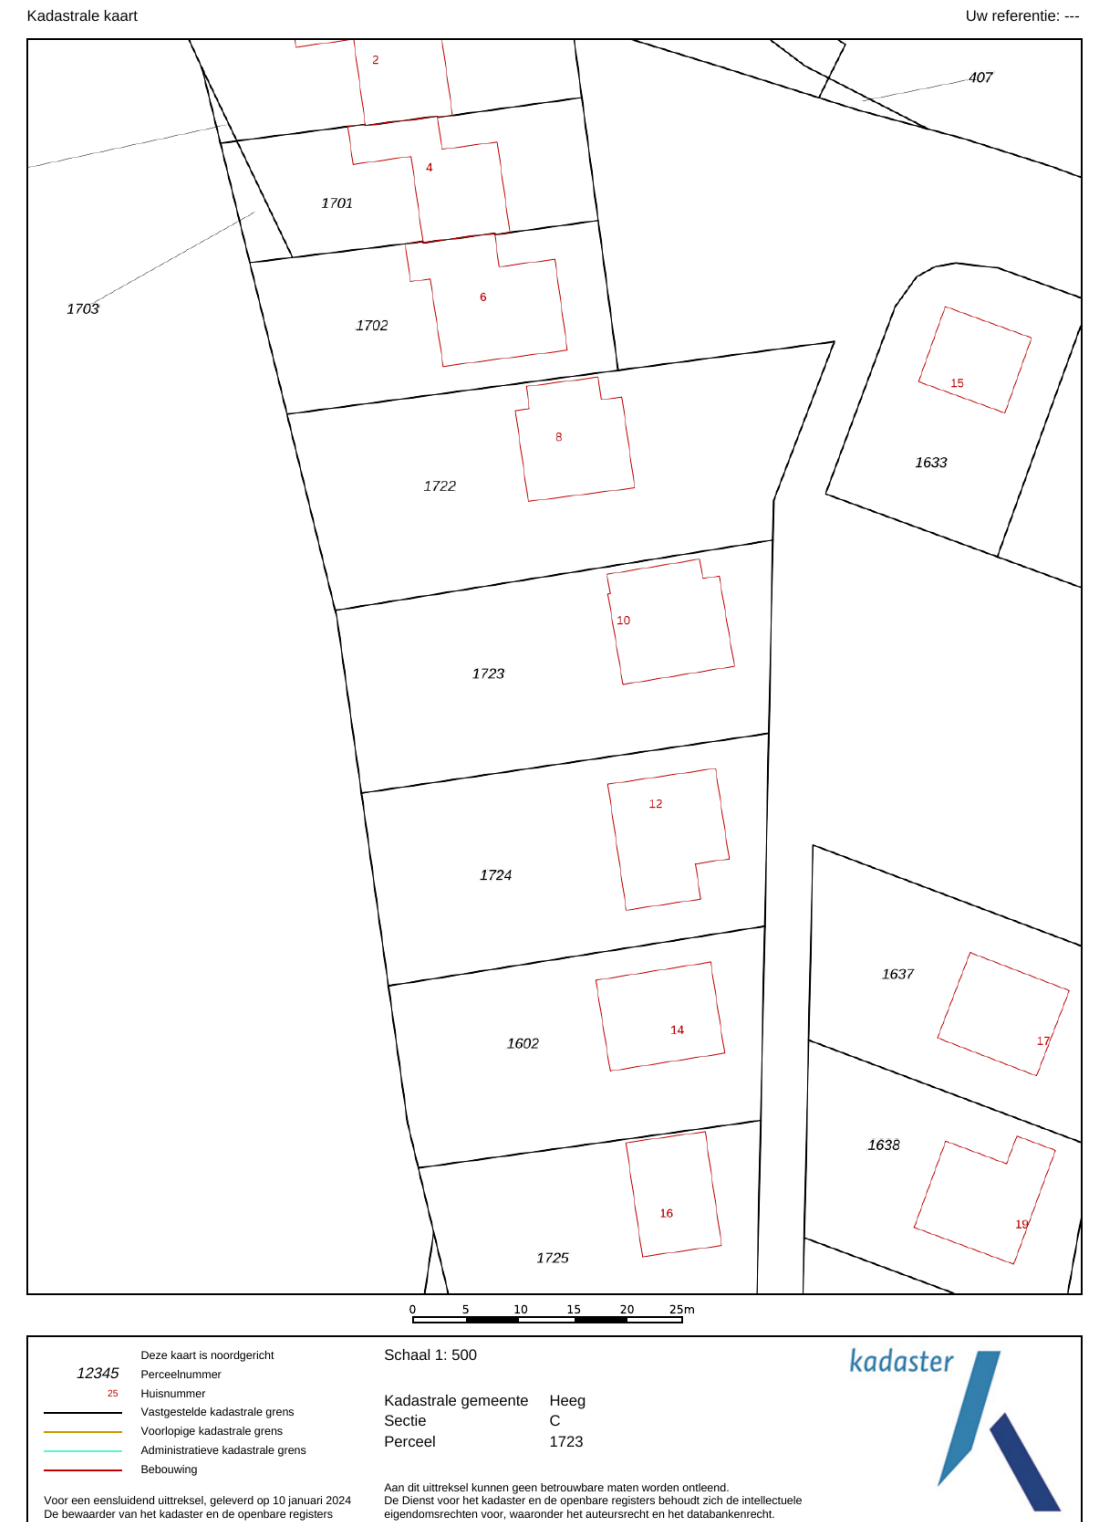 Kadastrale kaart
Uw referentie: ---
2
407
4
1701
1703
6
1702
15
8
1633
1722
10
1723
12
1724
1637
14
17
1602
1638
16
19
1725
0 5 10 15 20 25m
Deze kaart is noordgericht
12345 Perceelnummer
25 Huisnummer
Vastgestelde kadastrale grens
Voorlopige kadastrale grens
Administratieve kadastrale grens
Bebouwing
Voor een eensluidend uittreksel, geleverd op 10 januari 2024
De bewaarder van het kadaster en de openbare registers
Schaal 1: 500
Kadastrale gemeente Heeg
Sectie C
Perceel 1723
Aan dit uittreksel kunnen geen betrouwbare maten worden ontleend.
De Dienst voor het kadaster en de openbare registers behoudt zich de intellectuele
eigendomsrechten voor, waaronder het auteursrecht en het databankenrecht.
kadaster